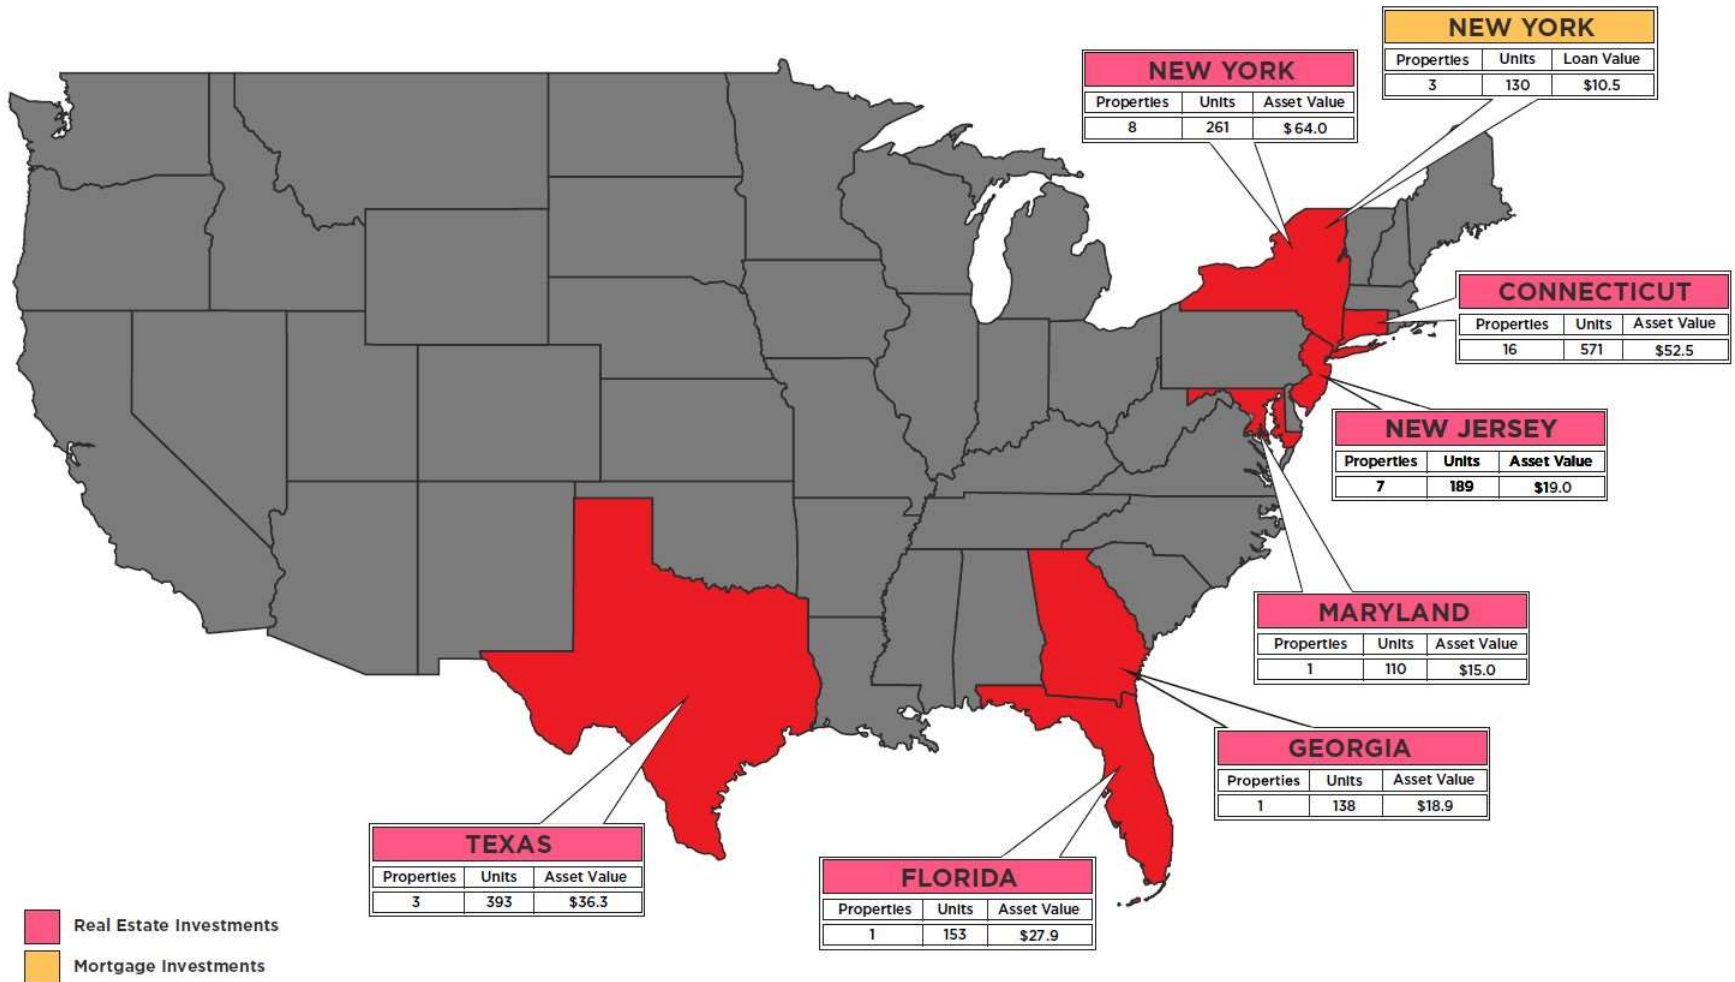 NEW YORK
Properties Units Loan Value
3 130 $10.5
NEW YORK
Properties Units Asset Value
8 261 $64.0
CONNECTICUT
Properties Units Asset Value
16 571 $52.5
NEW JERSEY
Properties Units Asset Value
7 189 $19.0
MARYLAND
Properties Units Asset Value
1 110 $15.0
GEORGIA
Properties Units Asset Value
1 138 $18.9
TEXAS
Properties Units Asset Value
3 393 $36.3
FLORIDA
Properties Units Asset Value
1 153 $27.9
Real Estate Investments
Mortgage Investments